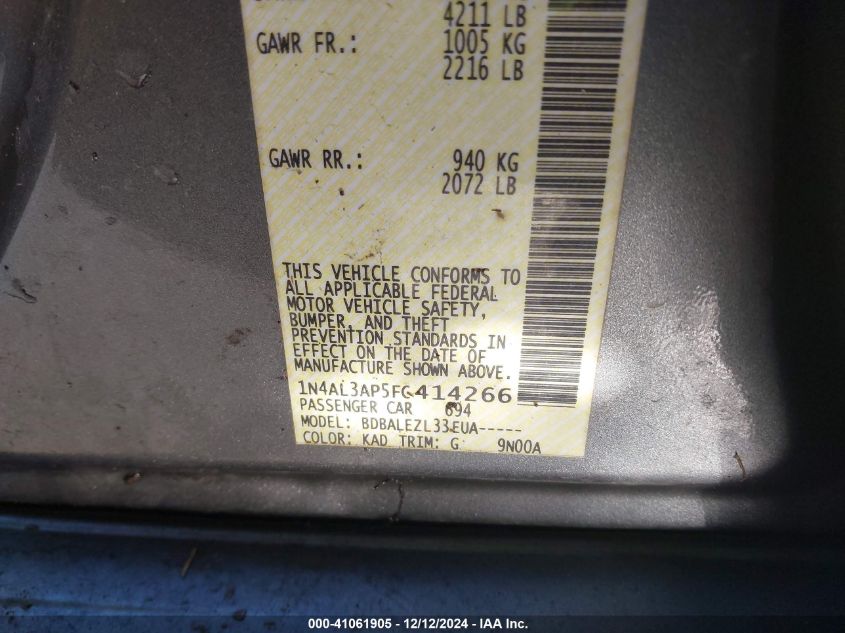 4211 LB
GAWR FR.: 1005 KG
2216 LB
GAWR RR.: 940 KG
2072 LB
THIS VEHICLE CONFORMS TO
ALL APPLICABLE FEDERAL
MOTOR VEHICLE SAFETY,
BUMPER, AND THEFT
PREVENTION STANDARDS IN
EFFECT ON THE DATE OF
MANUFACTURE SHOWN ABOVE.
1N4AL3AP5FC414266
PASSENGER CAR 694
MODEL: BDBALEZL33EUA-----
COLOR: KAD TRIM: G 9N00A
000-41061905 - 12/12/2024 - IAA Inc.